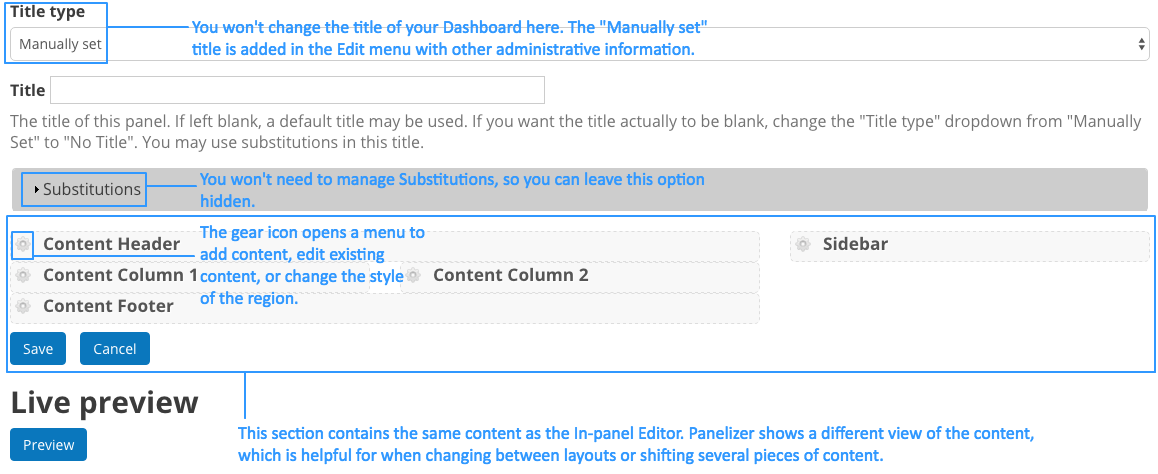 Title type
Manually set
You won't change the title of your Dashboard here. The "Manually set"
title is added in the Edit menu with other administrative information.
Title
The title of this panel. If left blank, a default title may be used. If you want the title actually to be blank, change the "Title type" dropdown from "Manually
Set" to "No Title". You may use substitutions in this title.
Substitutions
You won't need to manage Substitutions, so you can leave this option
hidden.
Content Header
The gear icon opens a menu to
add content, edit existing
content, or change the style
of the region.
Sidebar
Content Column 1
Content Column 2
Content Footer
Save
Cancel
Live preview
Preview
This section contains the same content as the In-panel Editor. Panelizer shows a different view of the content,
which is helpful for when changing between layouts or shifting several pieces of content.